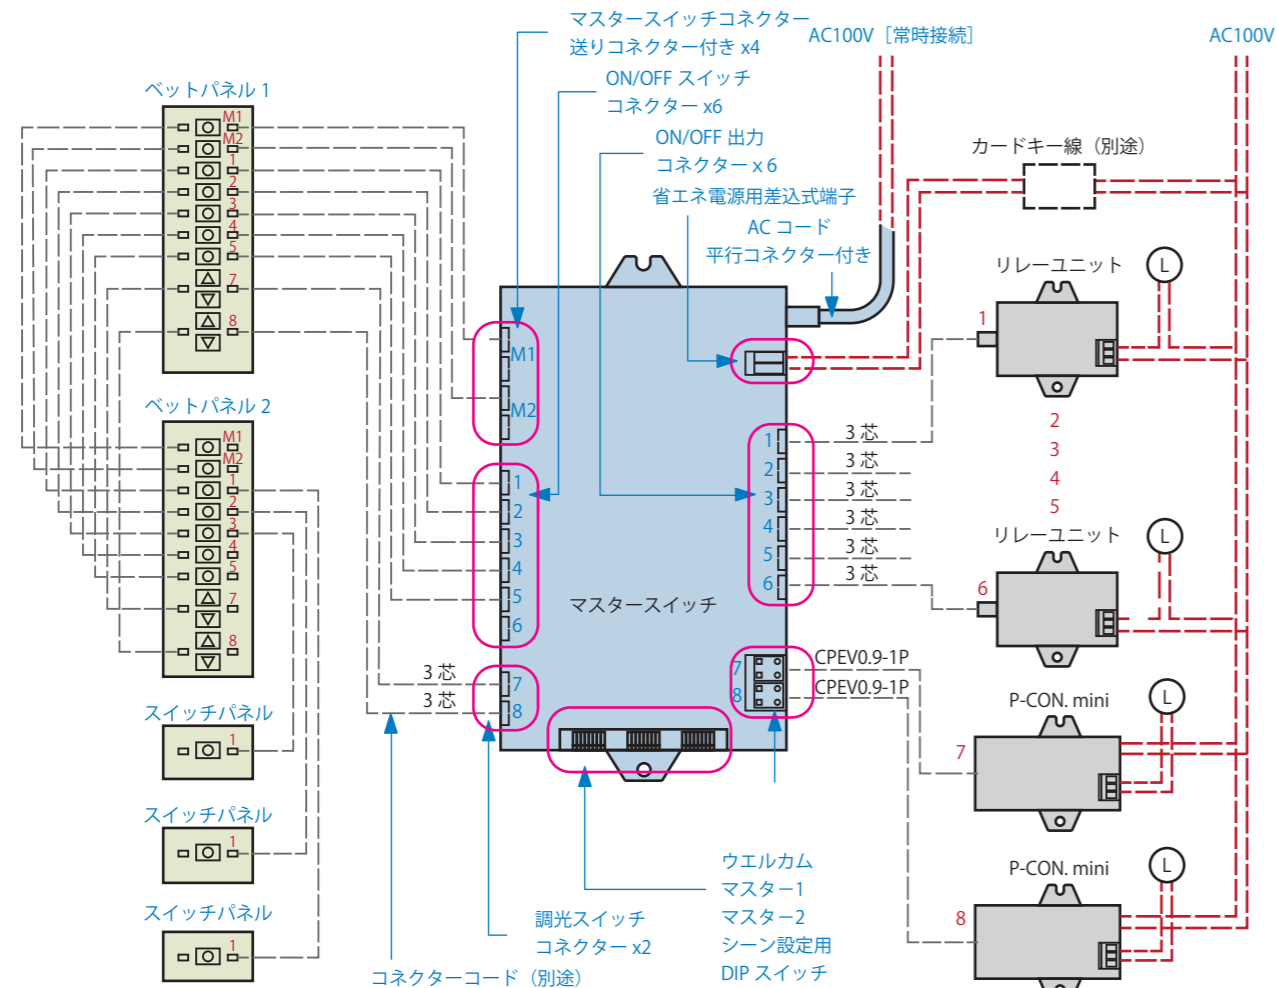 マスタースイッチコネクター
送りコネクター付き x4
ON/OFF スイッチ
コネクター x6
ON/OFF 出力
コネクター x 6
省エネ電源用差込式端子
AC コード
平行コネクター付き
AC100V［常時接続］
AC100V
カードキー線（別途）
ベットパネル 1
M1
M2
1
2
3
4
5
7
8
ベットパネル 2
M1
M2
1
2
3
4
5
7
8
スイッチパネル
1
スイッチパネル
1
スイッチパネル
1
M1
M2
1
2
3
4
5
6
3 芯
7
3 芯
8
マスタースイッチ
1
3 芯
2
3 芯
3
3 芯
4
3 芯
5
3 芯
6
3 芯
7
CPEV0.9-1P
8
CPEV0.9-1P
リレーユニット
L
1
2
3
4
5
リレーユニット
L
6
P-CON. mini
L
7
P-CON. mini
L
8
調光スイッチ
コネクター x2
コネクターコード（別途）
ウエルカム
マスター1
マスター2
シーン設定用
DIP スイッチ